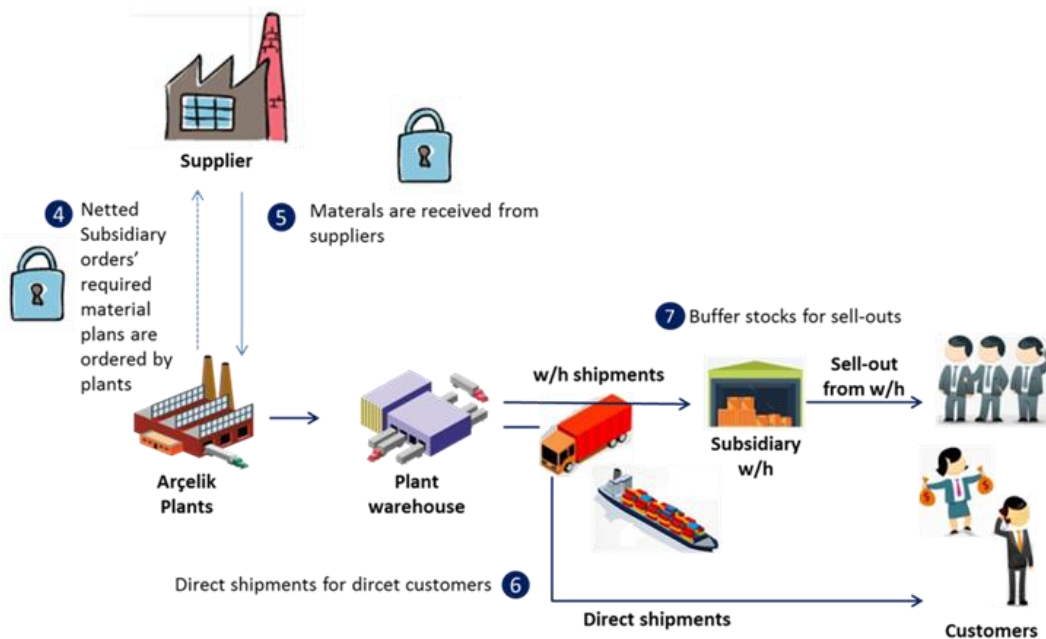 Supplier
4
Netted
Subsidiary
orders'
required
material
plans are
ordered by
plants
5
Materals are received from
suppliers
7
Buffer stocks for sell-outs
w/h shipments
Sell-out
from w/h
Arçelik
Plants
Plant
warehouse
Subsidiary
w/h
Direct shipments for dircet customers
6
Direct shipments
Customers